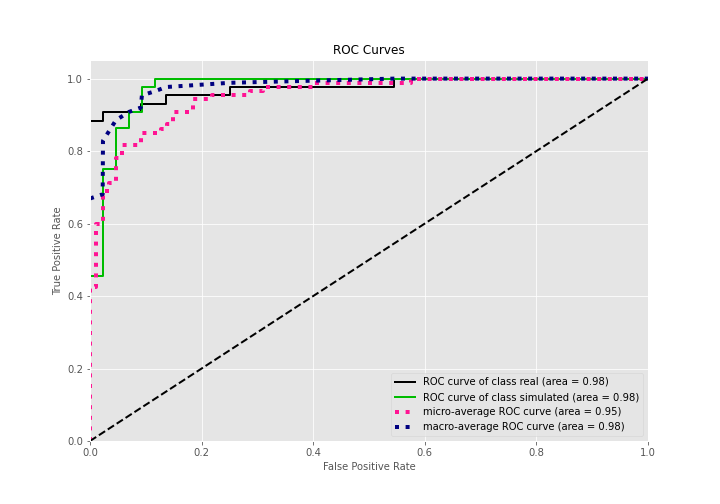 ROC Curves
1.0
0.8
0.6
0.4
0.2
0.0
True Positive Rate
0.0 0.2 0.4 0.6 0.8 1.0
False Positive Rate
ROC curve of class real (area = 0.98)
ROC curve of class simulated (area = 0.98)
micro-average ROC curve (area = 0.95)
macro-average ROC curve (area = 0.98)